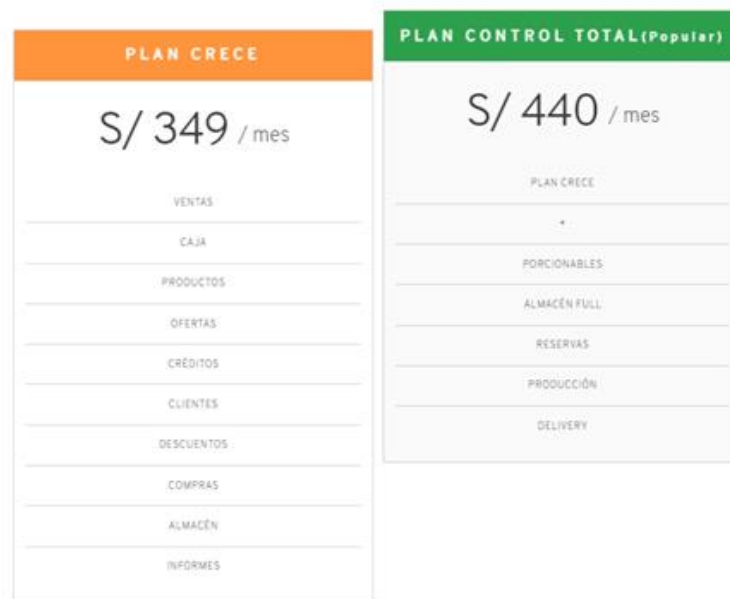 PLAN CRECE
S/ 349 / mes
VENTAS
CAJA
PRODUCTOS
OFERTAS
CRÉDITOS
CLIENTES
DESCUENTOS
COMPRAS
ALMACÉN
INFORMES
PLAN CONTROL TOTAL(Popular)
S/ 440 / mes
PLAN CRECE
+
PORCIONABLES
ALMACÉN FULL
RESERVAS
PRODUCCIÓN
DELIVERY